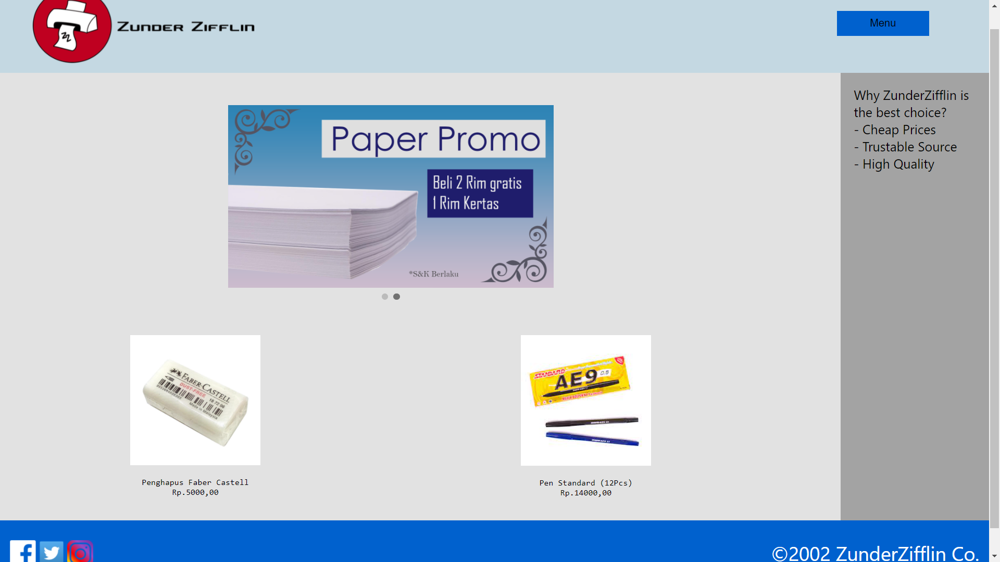 ZZ
ZUNDER ZIFFLIN
Menu
Why ZunderZifflin is
the best choice?
- Cheap Prices
- Trustable Source
- High Quality
Paper Promo
Beli 2 Rim gratis
1 Rim Kertas
*S&K Berlaku
FABER-CASTELL
DUST-FREE
18 72 96
Made in Malaysia
STANDARD
AE9
0.5
Penghapus Faber Castell
Rp.5000,00
Pen Standard (12Pcs)
Rp.14000,00
©2002 ZunderZifflin Co.